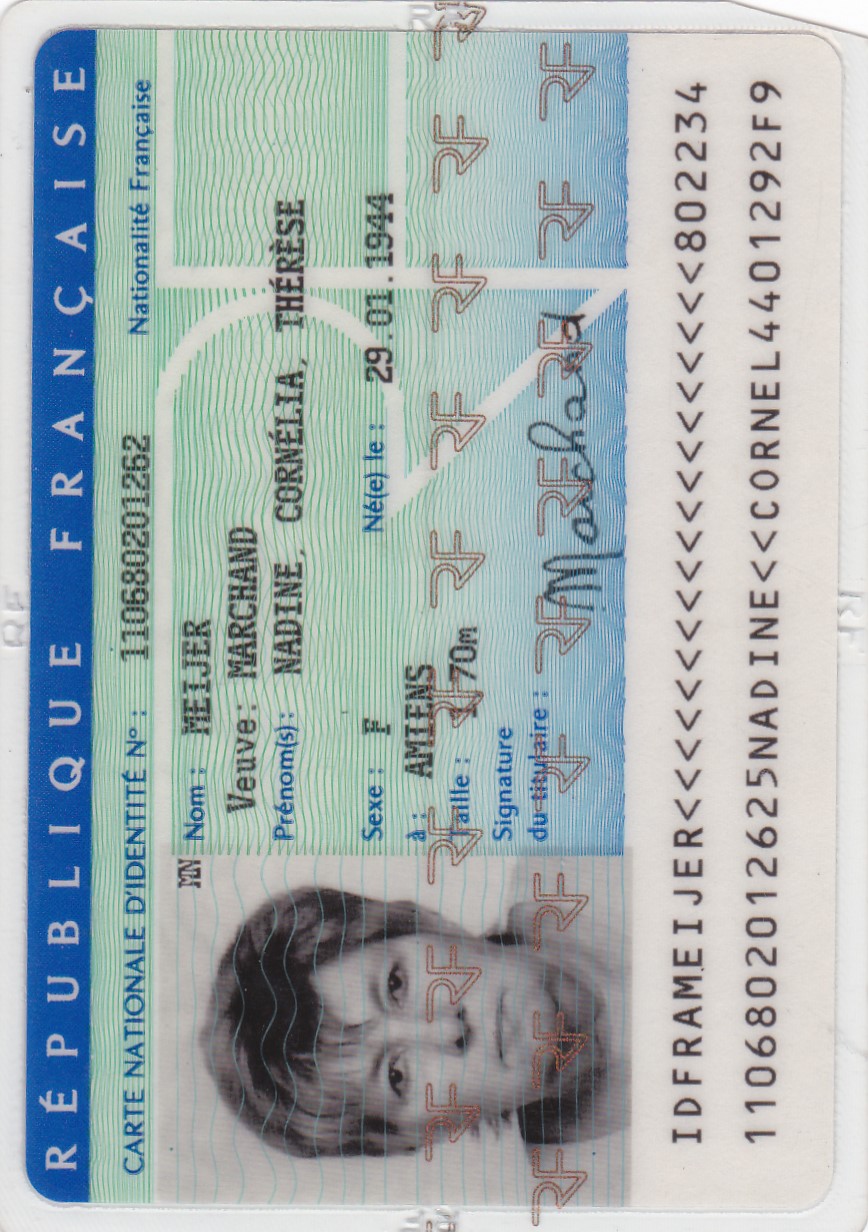 RÉPUBLIQUE FRANÇAISE
CARTE NATIONALE D'IDENTITÉ N° : 110680201262 Nationalité Française
MN
Nom : MEIJER
Veuve: MARCHAND
Prénom(s): NADINE, CORNÉLIA, THÉRÈSE
Sexe : F Né(e) le : 29.01.1944
à : AMIENS
Taille : 1,70m
Signature
du titulaire :
Marchand
IDFRAMEIJER<<<<<<<<<<<<<<<<<<<802234
1106802012625NADINE<<CORNEL4401292F9